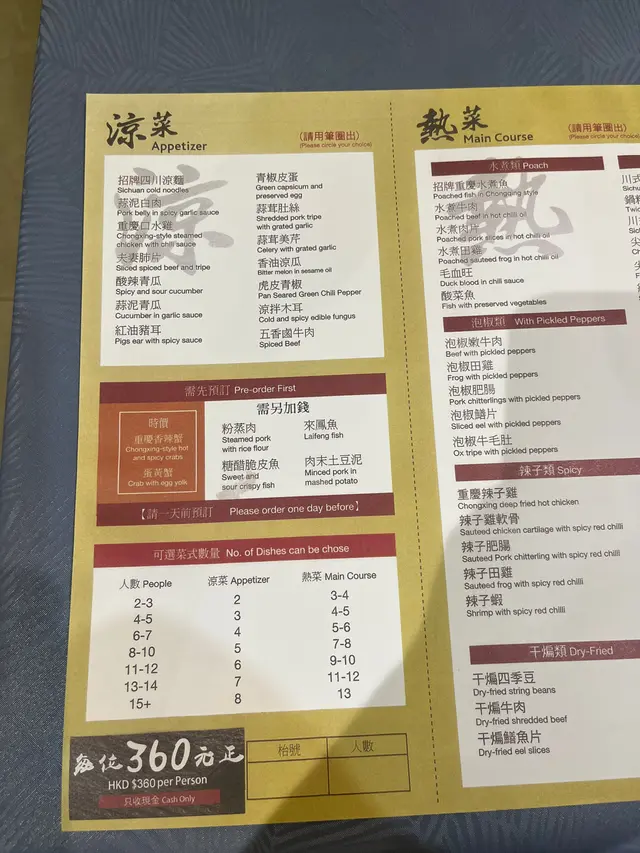 涼菜
Appetizer
(請用筆圈出)
(Please circle your choice)
招牌四川涼麵
Sichuan cold noodles
蒜泥白肉
Pork belly in spicy garlic sauce
重慶口水雞
Chongxing-style steamed
chicken with chili sauce
夫妻肺片
Sliced spiced beef and tripe
酸辣青瓜
Spicy and sour cucumber
蒜泥青瓜
Cucumber in garlic sauce
紅油豬耳
Pigs ear with spicy sauce
青椒皮蛋
Green capsicum and
preserved egg
蒜茸肚絲
Shredded pork tripe
with grated garlic
蒜茸美芹
Celery with grated garlic
香油涼瓜
Bitter melon in sesame oil
虎皮青椒
Pan Seared Green Chili Pepper
涼拌木耳
Cold and spicy edible fungus
五香鹵牛肉
Spiced Beef
涼
需先預訂 Pre-order First
時價
重慶香辣蟹
Chongxing-style hot
and spicy crabs
蛋黃蟹
Crab with egg yolk
需另加錢
粉蒸肉
Steamed pork
with rice flour
來鳳魚
Laifeng fish
糖醋脆皮魚
Sweet and
sour crispy fish
肉末土豆泥
Minced pork in
mashed potato
【請一天前預訂 Please order one day before】
可選菜式數量 No. of Dishes can be chose
人數 People 涼菜 Appetizer 熱菜 Main Course
2-3 2 3-4
4-5 3 4-5
6-7 4 5-6
8-10 5 7-8
11-12 6 9-10
13-14 7 11-12
15+ 8 13
每位360元正
HKD $360 per Person
只收現金 Cash Only
枱號 人數
熱菜
Main Course
(請用筆圈出)
(Please circle your choice)
水煮類 Poach
招牌重慶水煮魚
Poached fish in Chongqing style
水煮牛肉
Poached beef in hot chili oil
水煮肉片
Poached pork slices in hot chili oil
水煮田雞
Poached sauteed frog in hot chili oil
毛血旺
Duck blood in chili sauce
酸菜魚
Fish with preserved vegetables
熱
泡椒類 With Pickled Peppers
泡椒嫩牛肉
Beef with pickled peppers
泡椒田雞
Frog with pickled peppers
泡椒肥腸
Pork chitterlings with pickled peppers
泡椒鱔片
Sliced eel with pickled peppers
泡椒牛毛肚
Ox tripe with pickled peppers
辣子類 Spicy
重慶辣子雞
Chongxing deep fried hot chicken
辣子雞軟骨
Sauteed chicken cartilage with spicy red chilli
辣子肥腸
Sauteed Pork chitterling with spicy red chilli
辣子田雞
Sauteed frog with spicy red chilli
辣子蝦
Shrimp with spicy red chilli
干煸類 Dry-Fried
干煸四季豆
Dry-fried string beans
干煸牛肉
Dry-fried shredded beef
干煸鱔魚片
Dry-fried eel slices
川式
鍋粑
川